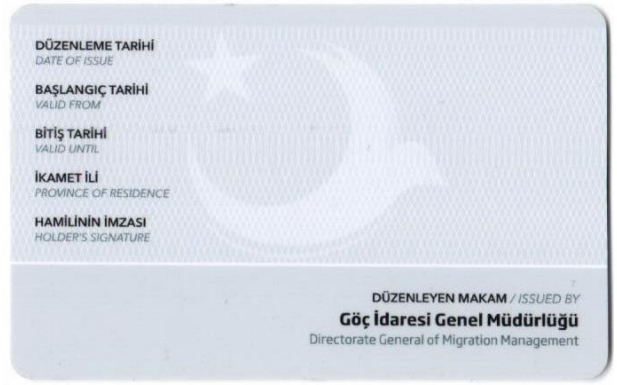 DÜZENLEME TARİHİ
DATE OF ISSUE
BAŞLANGIÇ TARİHİ
VALID FROM
BİTİŞ TARİHİ
VALID UNTIL
İKAMET İLİ
PROVINCE OF RESIDENCE
HAMİLİNİN İMZASI
HOLDER'S SIGNATURE
DÜZENLEYEN MAKAM / ISSUED BY
Göç İdaresi Genel Müdürlüğü
Directorate General of Migration Management